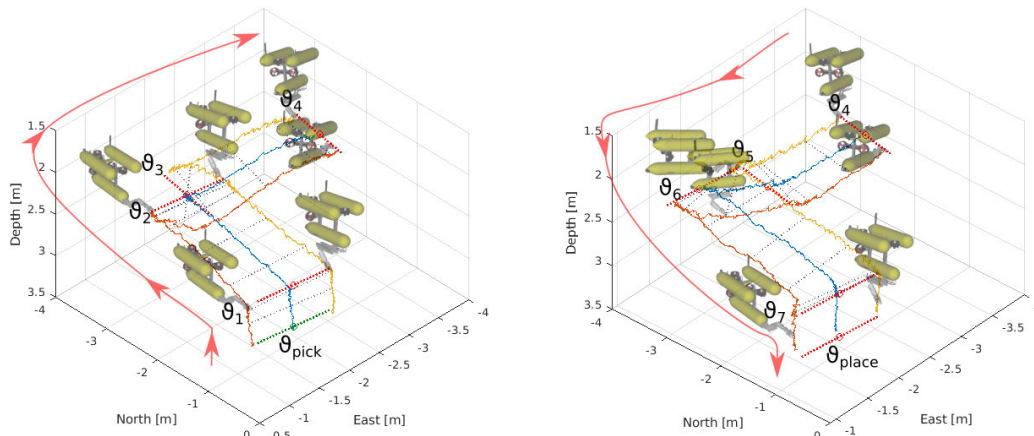 1.5
2
2.5
3
3.5
Depth [m]
-3
-2
-1
0
North [m]
-0.5
-1
-1.5
-2
-2.5
-3
-3.5
-4
East [m]
ϑ4
ϑ3
ϑ2
ϑ1
ϑpick
1.5
2
2.5
3
3.5
Depth [m]
-4
-3
-2
-1
0
North [m]
-1
-1.5
-2
-2.5
-3
-3.5
-4
East [m]
ϑ4
ϑ5
ϑ6
ϑ7
ϑplace